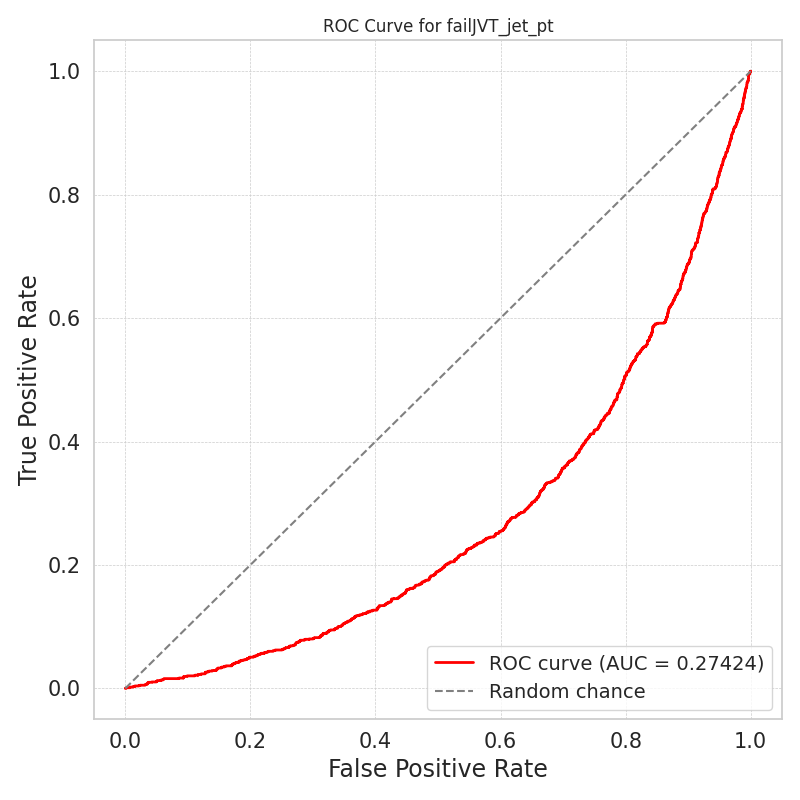 ROC Curve for failJVT_jet_pt
1.0
0.8
0.6
0.4
0.2
0.0
True Positive Rate
ROC curve (AUC = 0.27424)
Random chance
0.0 0.2 0.4 0.6 0.8 1.0
False Positive Rate